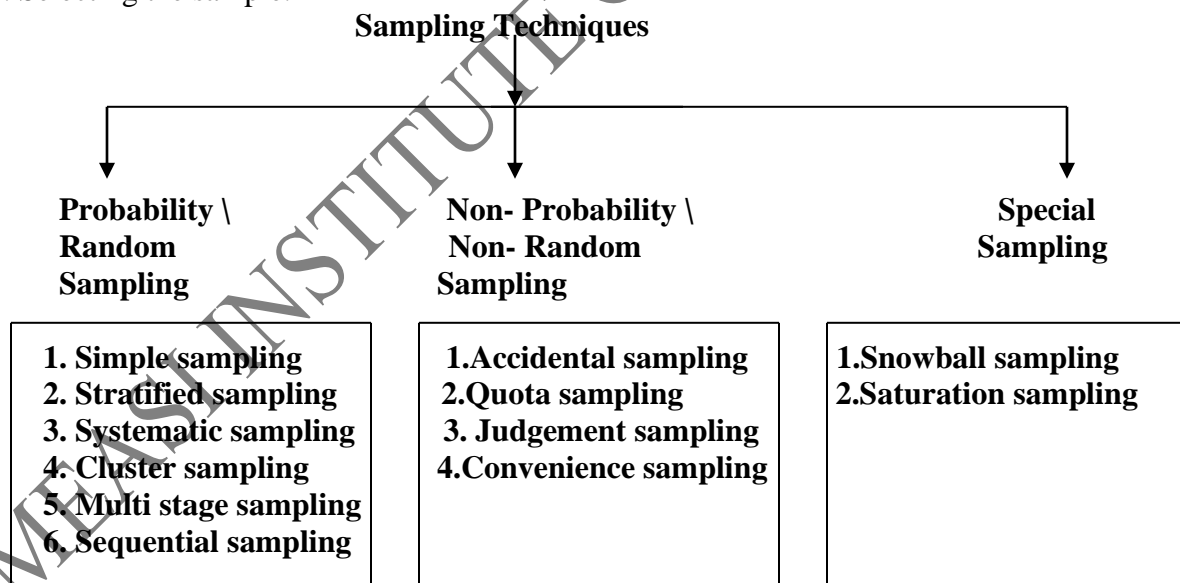 Sampling Techniques
Probability \
Random
Sampling
Non- Probability \
Non- Random
Sampling
Special
Sampling
1. Simple sampling
2. Stratified sampling
3. Systematic sampling
4. Cluster sampling
5. Multi stage sampling
6. Sequential sampling
1.Accidental sampling
2.Quota sampling
3. Judgement sampling
4.Convenience sampling
1.Snowball sampling
2.Saturation sampling
MEASI INSTITUTE